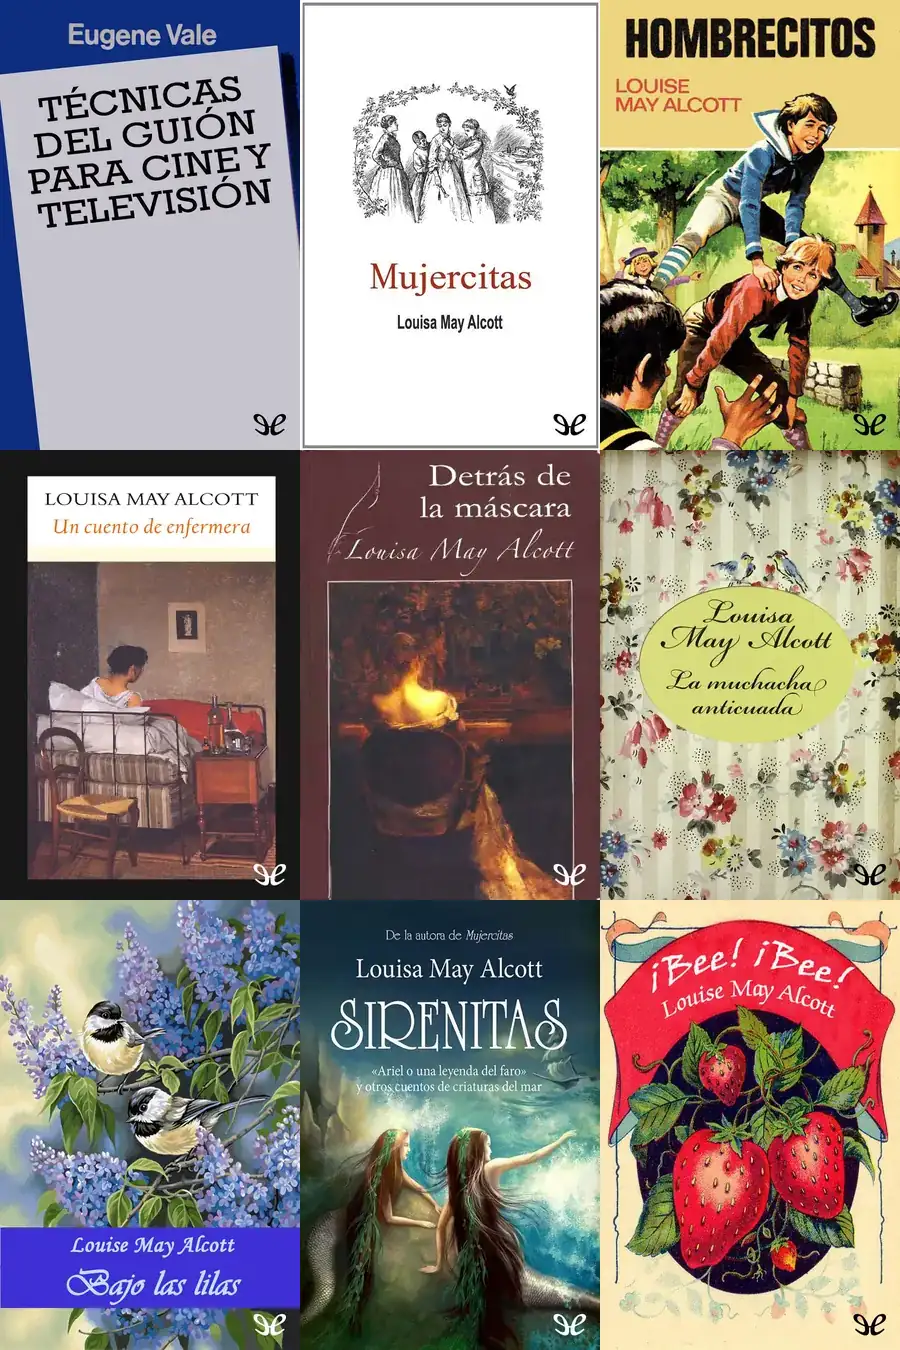 Eugene Vale
TÉCNICAS
DEL GUIÓN
PARA CINE Y
TELEVISIÓN
Mujercitas
Louisa May Alcott
HOMBRECITOS
LOUISE
MAY ALCOTT
LOUISA MAY ALCOTT
Un cuento de enfermera
Detrás de
la máscara
Louisa May Alcott
Louisa
May Alcott
La muchacha
anticuada
Louise May Alcott
Bajo las lilas
De la autora de Mujercitas
Louisa May Alcott
SIRENITAS
«Ariel o una leyenda del faro»
y otros cuentos de criaturas del mar
¡Bee! ¡Bee!
Louise May Alcott